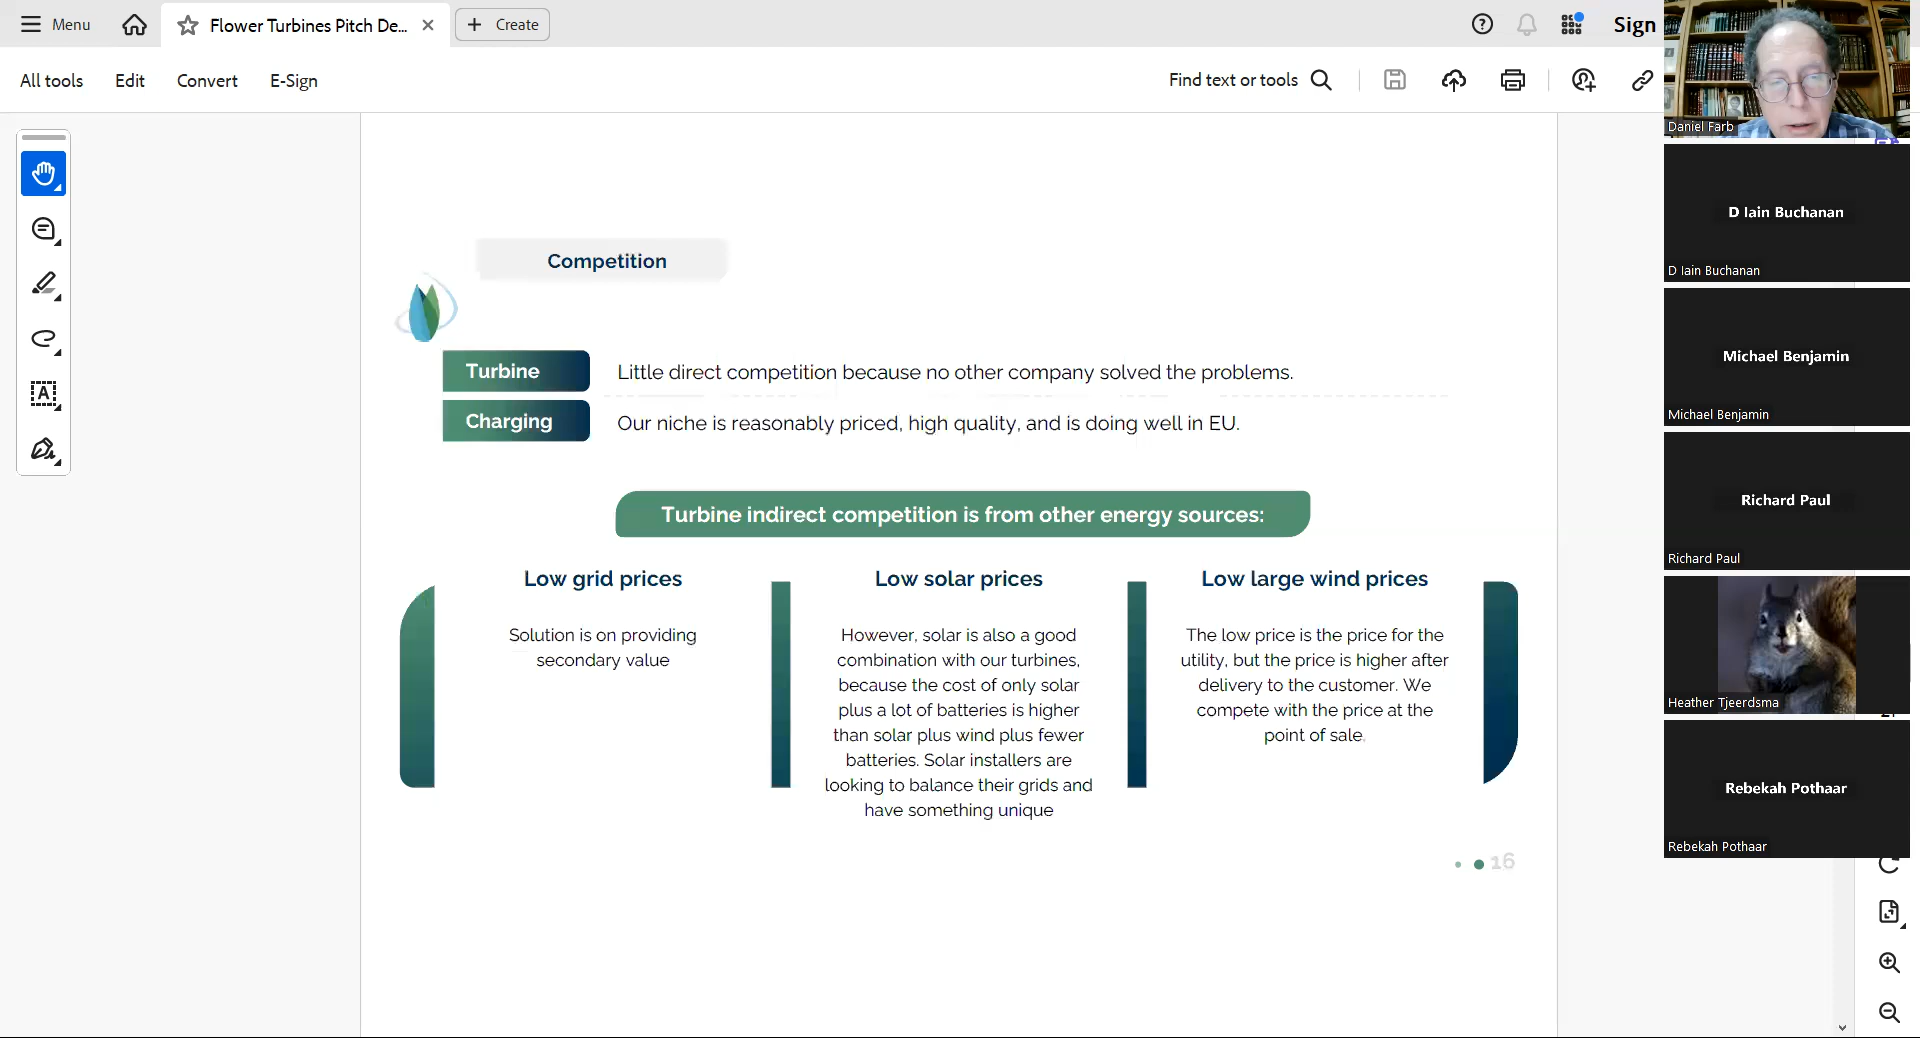 Menu
Flower Turbines Pitch De...
Create
Sign
All tools
Edit
Convert
E-Sign
Find text or tools
Competition
Turbine
Little direct competition because no other company solved the problems.
Charging
Our niche is reasonably priced, high quality, and is doing well in EU.
Turbine indirect competition is from other energy sources:
Low grid prices
Solution is on providing
secondary value
Low solar prices
However, solar is also a good
combination with our turbines,
because the cost of only solar
plus a lot of batteries is higher
than solar plus wind plus fewer
batteries. Solar installers are
looking to balance their grids and
have something unique
Low large wind prices
The low price is the price for the
utility, but the price is higher after
delivery to the customer. We
compete with the price at the
point of sale.
16
Daniel Farb
D Iain Buchanan
D Iain Buchanan
Michael Benjamin
Michael Benjamin
Richard Paul
Richard Paul
Heather Tjeerdsma
Rebekah Pothaar
Rebekah Pothaar